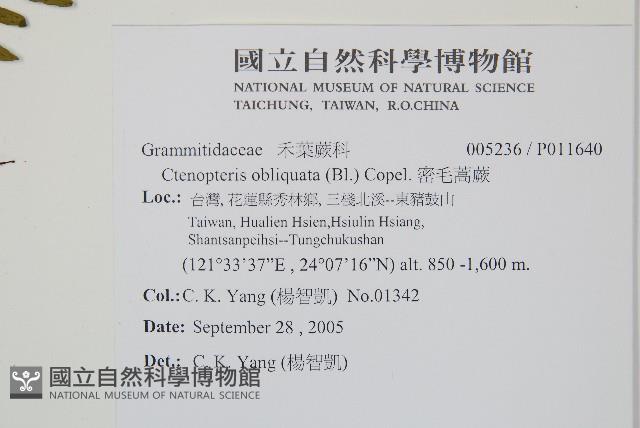 國立自然科學博物館
NATIONAL MUSEUM OF NATURAL SCIENCE
TAICHUNG, TAIWAN, R.O.CHINA
Grammitidaceae 禾葉蕨科 005236 / P011640
Ctenopteris obliquata (Bl.) Copel. 密毛蒿蕨
Loc.: 台灣, 花蓮縣秀林鄉, 三棧北溪--東豬鼓山
Taiwan, Hualien Hsien,Hsiulin Hsiang,
Shantsanpeihsi--Tungchukushan
(121°33'37"E , 24°07'16"N) alt. 850 -1,600 m.
Col.: C. K. Yang (楊智凱) No.01342
Date: September 28 , 2005
Det.: C. K. Yang (楊智凱)
國立自然科學博物館
NATIONAL MUSEUM OF NATURAL SCIENCE